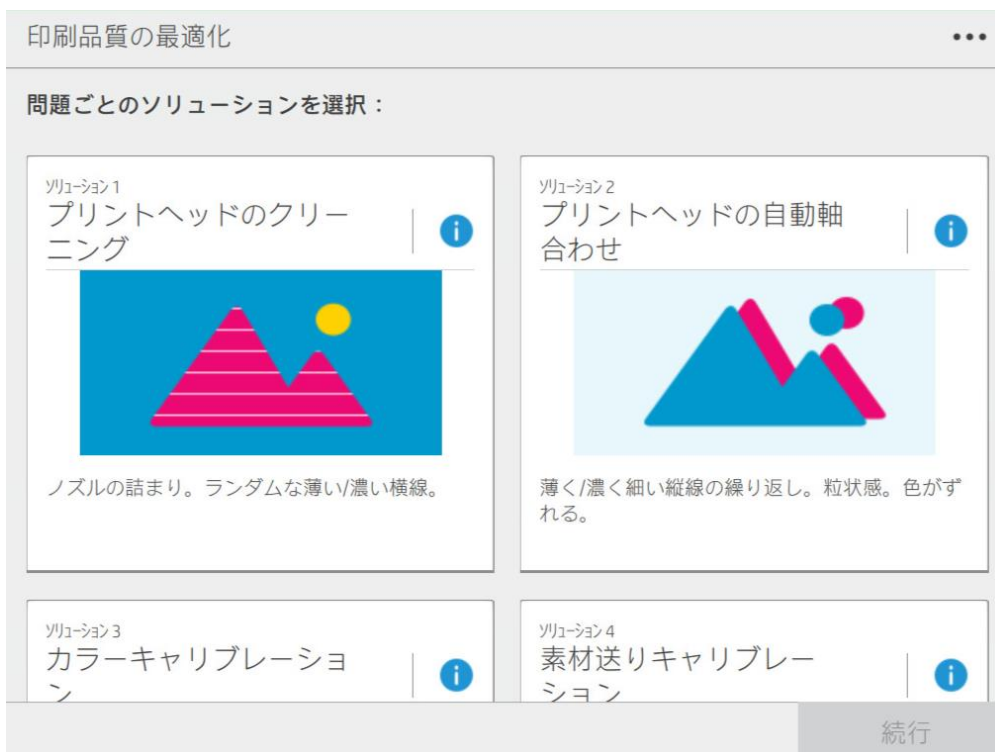 印刷品質の最適化
問題ごとのソリューションを選択：
ソリューション 1
プリントヘッドのクリー
ニング
ノズルの詰まり。ランダムな薄い/濃い横線。
ソリューション 2
プリントヘッドの自動軸
合わせ
薄く/濃く細い縦線の繰り返し。粒状感。色がず
れる。
ソリューション 3
カラーキャリブレーショ
ン
ソリューション 4
素材送りキャリブレー
ション
続行